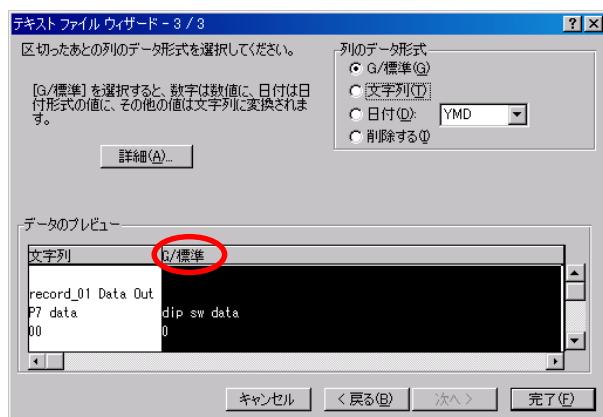 テキスト ファイル ウィザード - 3 / 3
区切ったあとの列のデータ形式を選択してください。
[G/標準] を選択すると、数字は数値に、日付は日
付形式の値に、その他の値は文字列に変換されま
す。
詳細(A)...
列のデータ形式
G/標準(G)
文字列(T)
日付(D):
YMD
削除する(I)
データのプレビュー
文字列 G/標準
record_01 Data Out
P7 data dip sw data
00 0
キャンセル
< 戻る(B)
次へ >
完了(F)